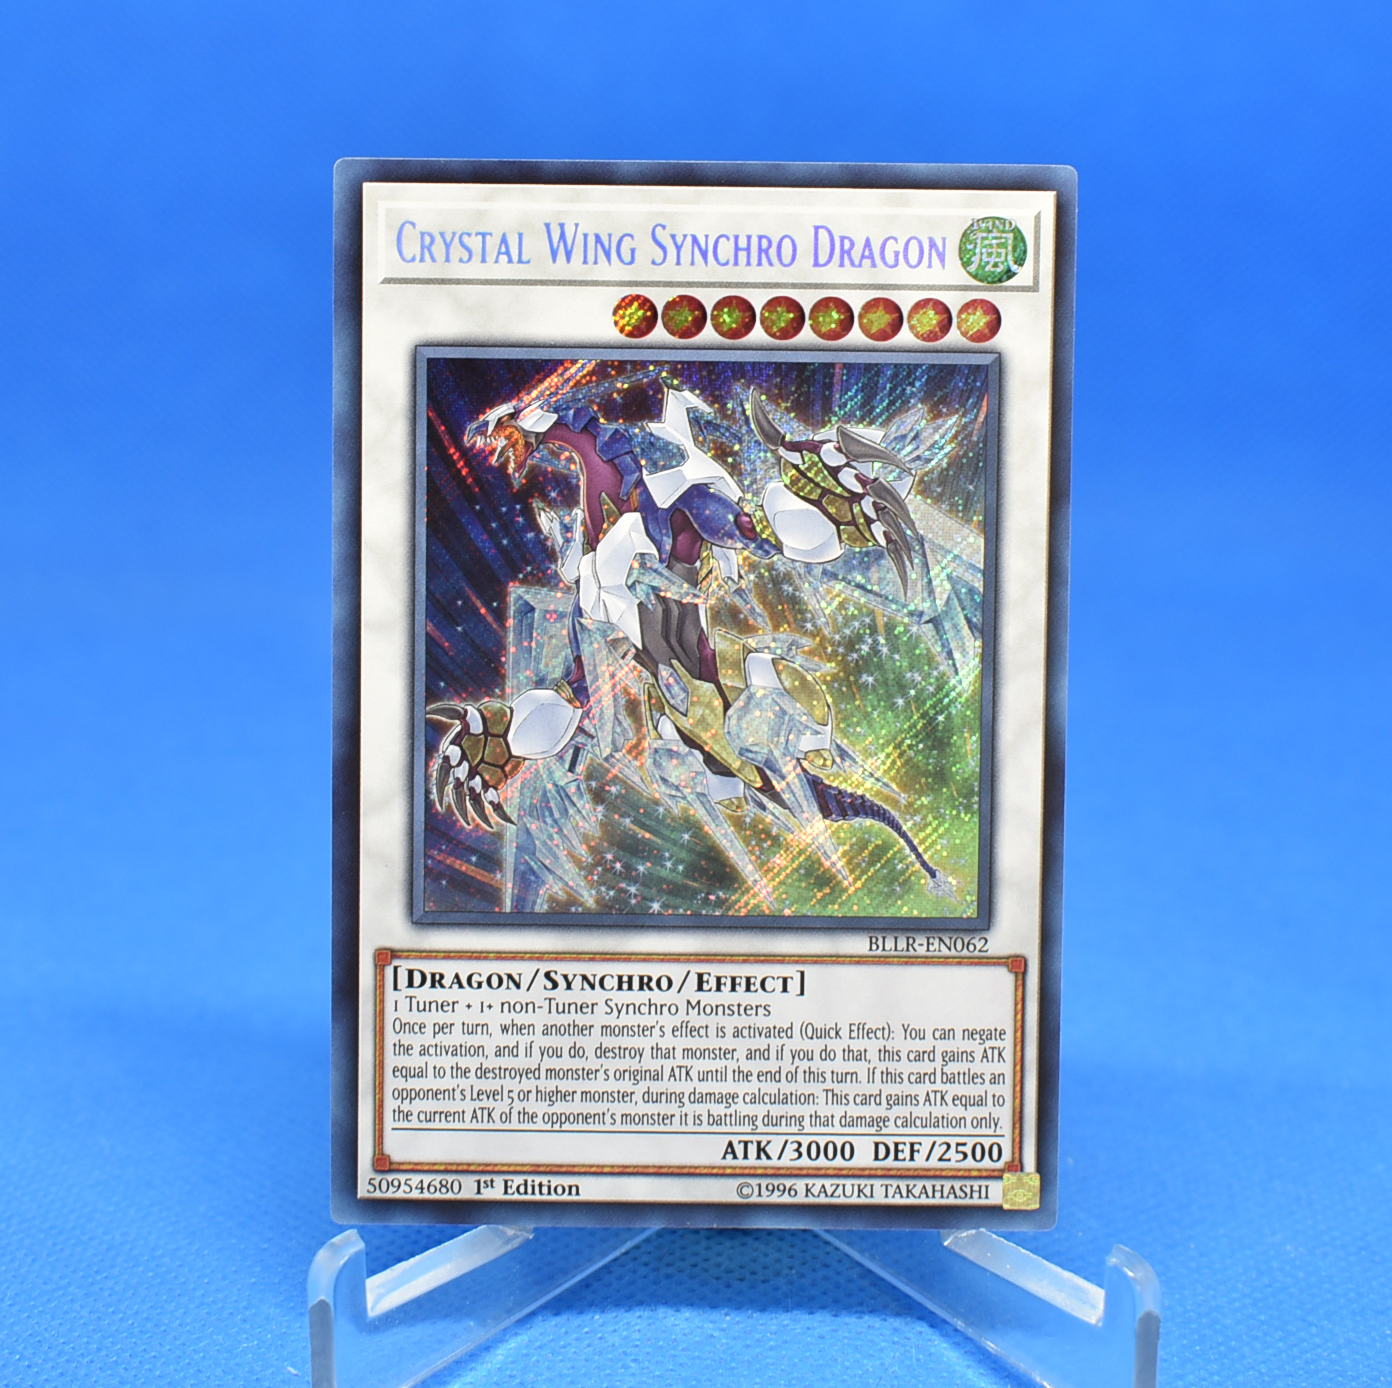 CRYSTAL WING SYNCHRO DRAGON
WIND
風
BLLR-EN062
[DRAGON/SYNCHRO/EFFECT]
1 Tuner + 1+ non-Tuner Synchro Monsters
Once per turn, when another monster's effect is activated (Quick Effect): You can negate
the activation, and if you do, destroy that monster, and if you do that, this card gains ATK
equal to the destroyed monster's original ATK until the end of this turn. If this card battles an
opponent's Level 5 or higher monster, during damage calculation: This card gains ATK equal to
the current ATK of the opponent's monster it is battling during that damage calculation only.
ATK/3000 DEF/2500
50954680 1st Edition ©1996 KAZUKI TAKAHASHI